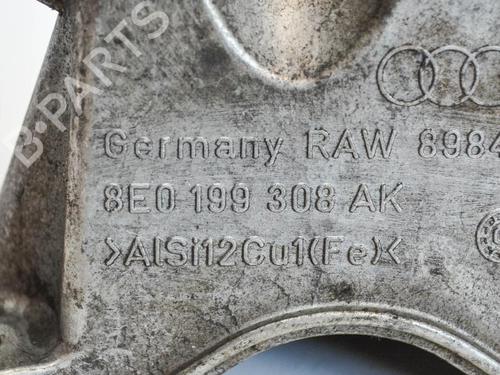 B-PARTS
Germany RAW 8984
8E0 199 308 AK
>AlSi12Cu1(Fe)<